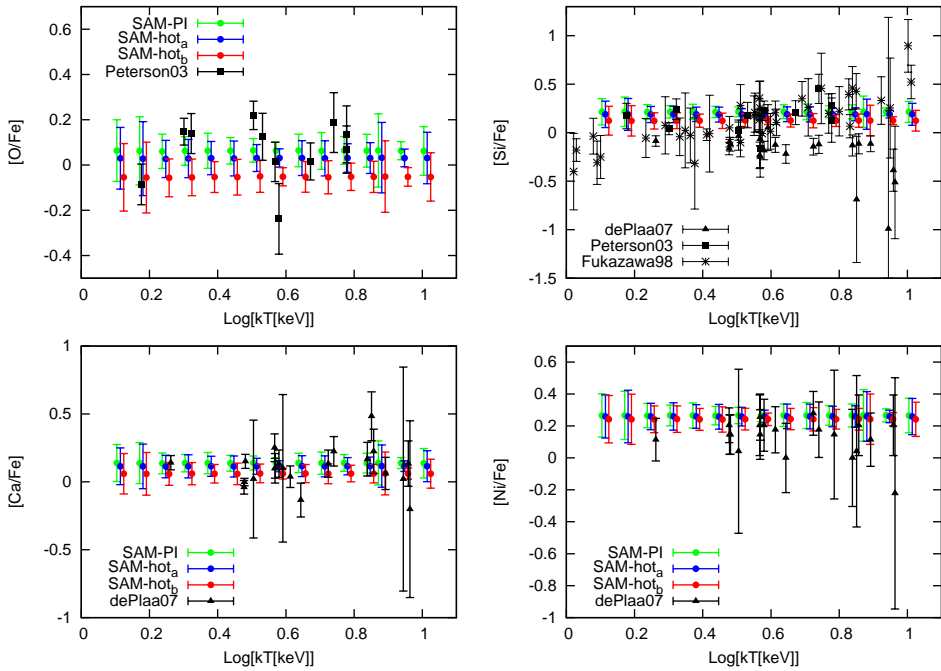 SAM-PI
SAM-hot_a
SAM-hot_b
Peterson03
[O/Fe]
0.6
0.4
0.2
0
-0.2
-0.4
0 0.2 0.4 0.6 0.8 1
Log[kT[keV]]
dePlaa07
Peterson03
Fukazawa98
[Si/Fe]
1
0.5
0
-0.5
-1
-1.5
0 0.2 0.4 0.6 0.8 1
Log[kT[keV]]
SAM-PI
SAM-hot_a
SAM-hot_b
dePlaa07
[Ca/Fe]
1
0.5
0
-0.5
-1
0 0.2 0.4 0.6 0.8 1
Log[kT[keV]]
SAM-PI
SAM-hot_a
SAM-hot_b
dePlaa07
[Ni/Fe]
0.6
0.4
0.2
0
-0.2
-0.4
-0.6
-0.8
-1
0 0.2 0.4 0.6 0.8 1
Log[kT[keV]]